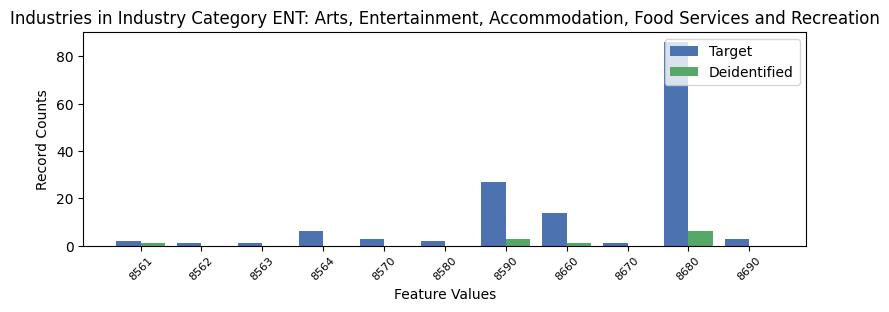 Industries in Industry Category ENT: Arts, Entertainment, Accommodation, Food Services and Recreation
Target
Deidentified
Record Counts
80
60
40
20
0
8561 8562 8563 8564 8570 8580 8590 8660 8670 8680 8690
Feature Values